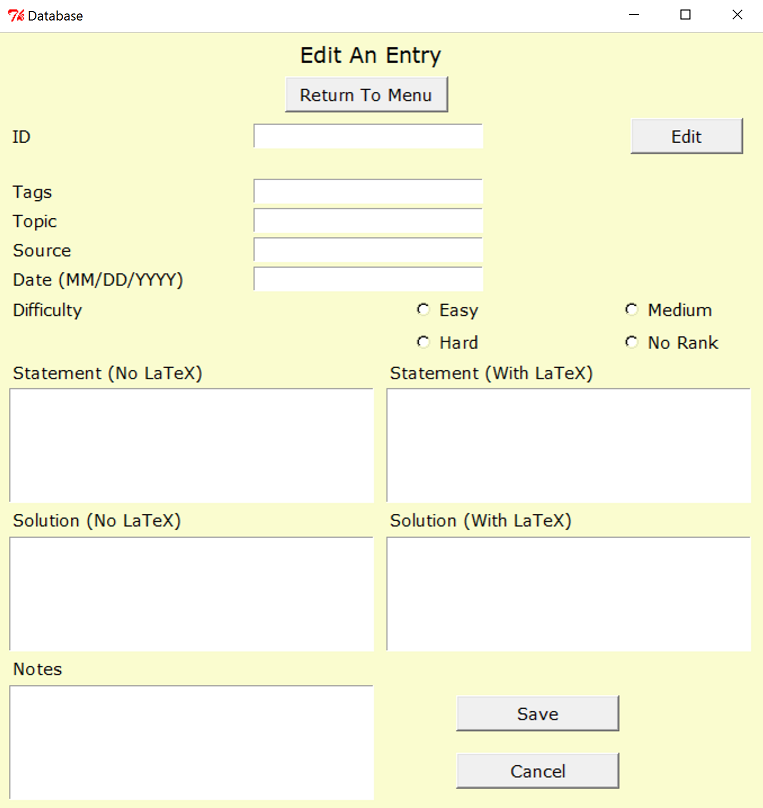 Database
Edit An Entry
Return To Menu
ID
Edit
Tags
Topic
Source
Date (MM/DD/YYYY)
Difficulty
Easy
Medium
Hard
No Rank
Statement (No LaTeX)
Statement (With LaTeX)
Solution (No LaTeX)
Solution (With LaTeX)
Notes
Save
Cancel